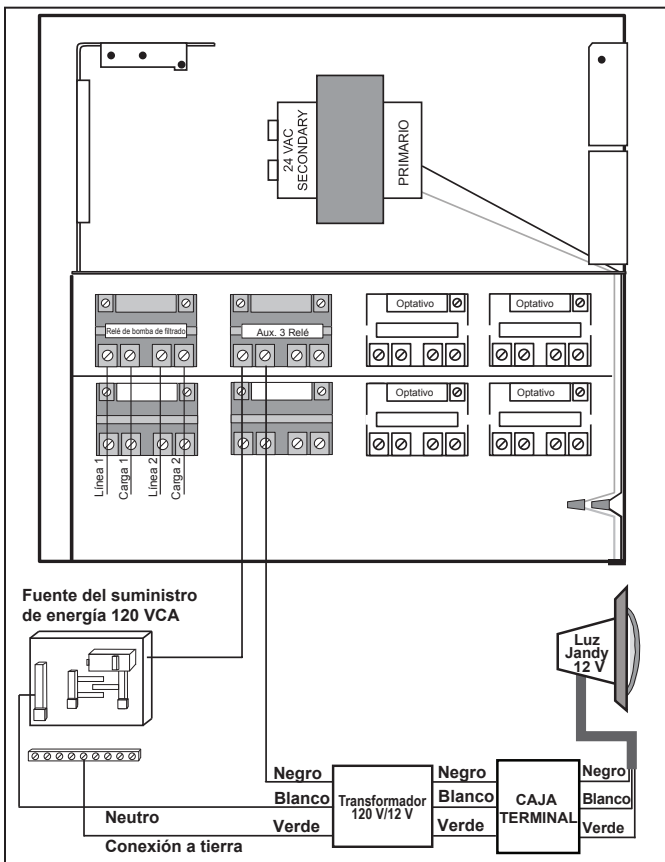 24 VAC
SECONDARY
PRIMARIO
Relé de bomba de filtrado
Aux. 3 Relé
Optativo
Optativo
Optativo
Optativo
Línea 1
Carga 1
Línea 2
Carga 2
Fuente del suministro
de energía 120 VCA
Luz
Jandy
12 V
Negro
Negro
Negro
Blanco
Transformador
120 V/12 V
Blanco
CAJA
TERMINAL
Blanco
Neutro
Verde
Verde
Verde
Conexión a tierra